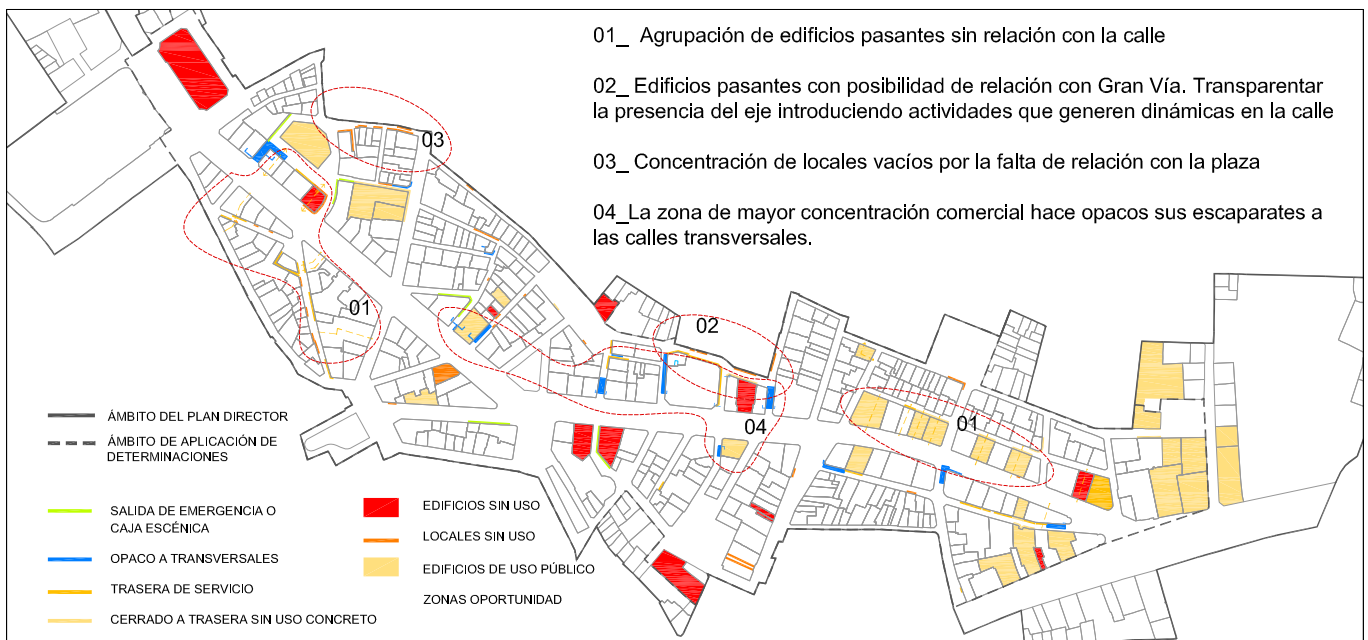 01_ Agrupación de edificios pasantes sin relación con la calle
02_ Edificios pasantes con posibilidad de relación con Gran Vía. Transparentar
la presencia del eje introduciendo actividades que generen dinámicas en la calle
03_ Concentración de locales vacíos por la falta de relación con la plaza
04_La zona de mayor concentración comercial hace opacos sus escaparates a
las calles transversales.
03
01
02
04
01
ÁMBITO DEL PLAN DIRECTOR
ÁMBITO DE APLICACIÓN DE
DETERMINACIONES
SALIDA DE EMERGENCIA O
CAJA ESCÉNICA
OPACO A TRANSVERSALES
TRASERA DE SERVICIO
CERRADO A TRASERA SIN USO CONCRETO
EDIFICIOS SIN USO
LOCALES SIN USO
EDIFICIOS DE USO PÚBLICO
ZONAS OPORTUNIDAD